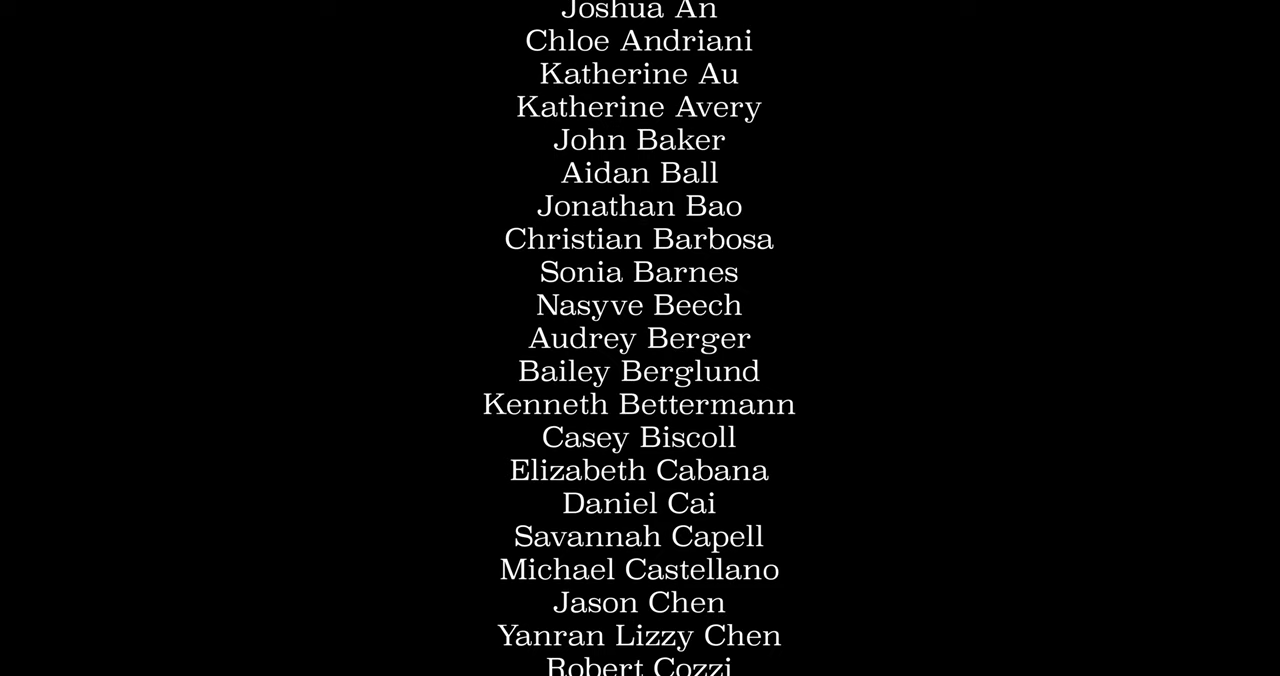 Joshua An
Chloe Andriani
Katherine Au
Katherine Avery
John Baker
Aidan Ball
Jonathan Bao
Christian Barbosa
Sonia Barnes
Nasyve Beech
Audrey Berger
Bailey Berglund
Kenneth Bettermann
Casey Biscoll
Elizabeth Cabana
Daniel Cai
Savannah Capell
Michael Castellano
Jason Chen
Yanran Lizzy Chen
Robert Cozzi